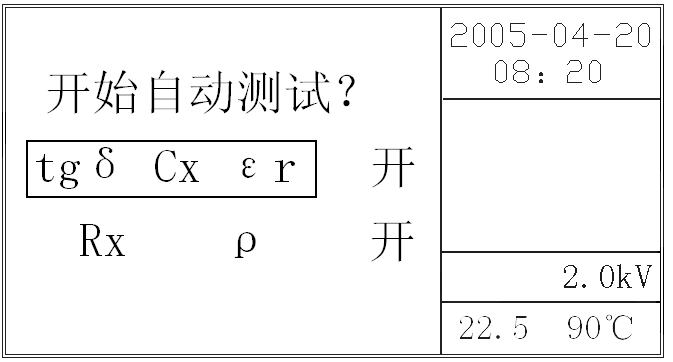 开始自动测试？
tgδ Cx εr 开
Rx ρ 开
2005-04-20
08：20
2.0kV
22.5 90℃